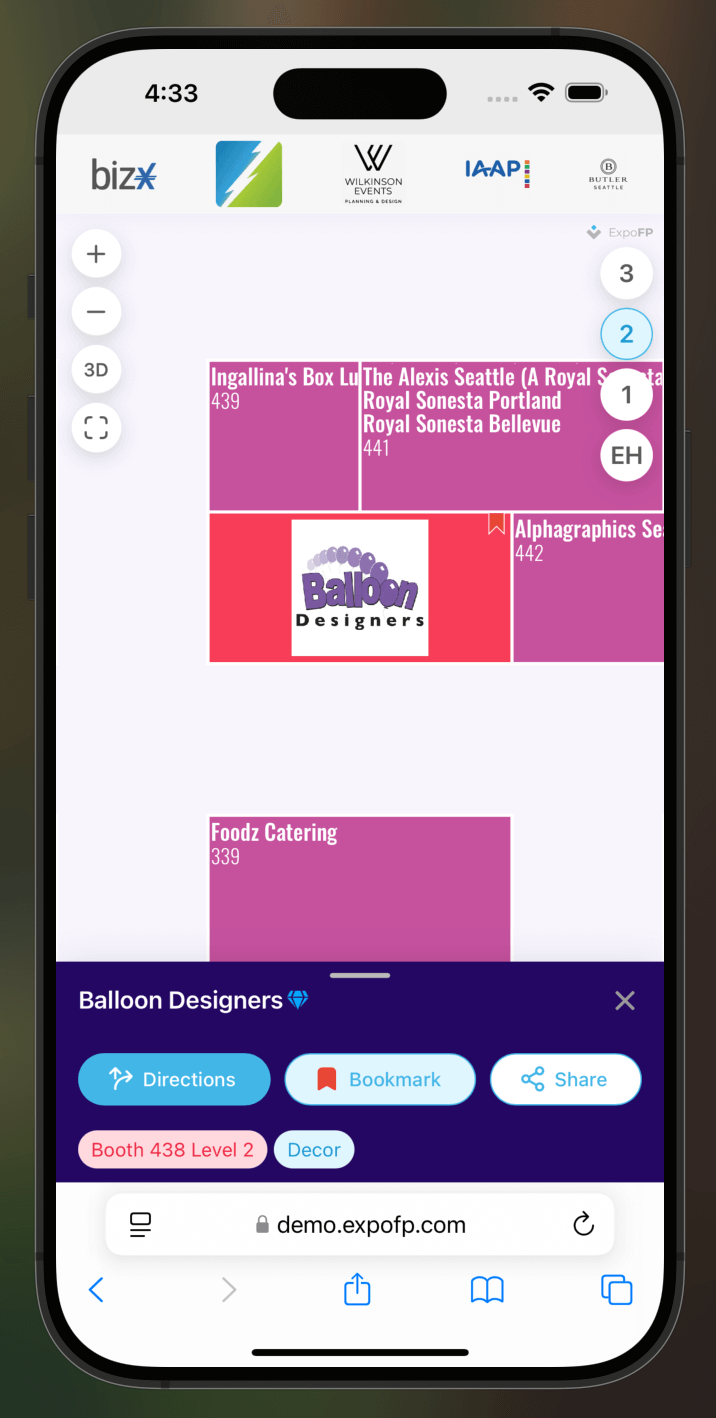 4:33
bizx
WILKINSON
EVENTS
PLANNING & DESIGN
IAAP
B
BUTLER
SEATTLE
ExpoFP
+
−
3D
3
2
1
EH
Ingallina's Box Lu
439
The Alexis Seattle (A Royal S
ta
Royal Sonesta Portland
Royal Sonesta Bellevue
441
Balloon
Designers
Alphagraphics Se
442
Foodz Catering
339
Balloon Designers
Directions
Bookmark
Share
Booth 438 Level 2
Decor
demo.expofp.com